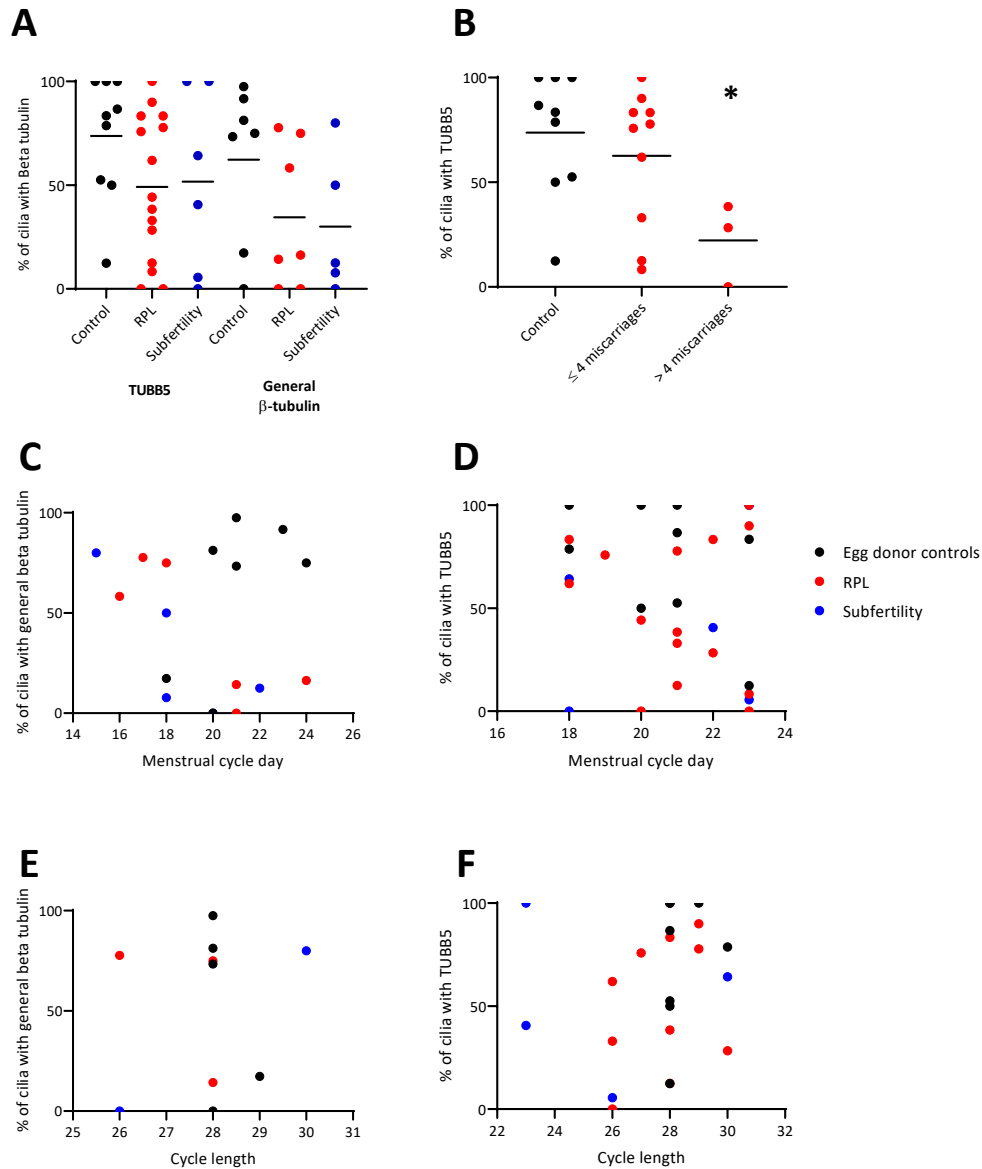 A
% of cilia with Beta tubulin
100
50
0
Control
RPL
Subfertility
Control
RPL
Subfertility
TUBB5
General
β-tubulin
B
% of cilia with TUBB5
100
50
0
*
Control
≤ 4 miscarriages
> 4 miscarriages
C
% of cilia with general beta tubulin
100
50
0
14 16 18 20 22 24 26
Menstrual cycle day
D
% of cilia with TUBB5
100
50
0
16 18 20 22 24
Menstrual cycle day
Egg donor controls
RPL
Subfertility
E
% of cilia with general beta tubulin
100
50
0
25 26 27 28 29 30 31
Cycle length
F
% of cilia with TUBB5
100
50
0
22 24 26 28 30 32
Cycle length